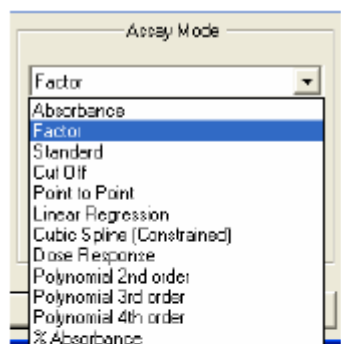 Assay Mode
Factor
Absorbance
Factor
Standard
Cut Off
Point to Point
Linear Regression
Cubic Spline (Constrained)
Dose Response
Polynomial 2nd order
Polynomial 3rd order
Polynomial 4th order
% Absorbance